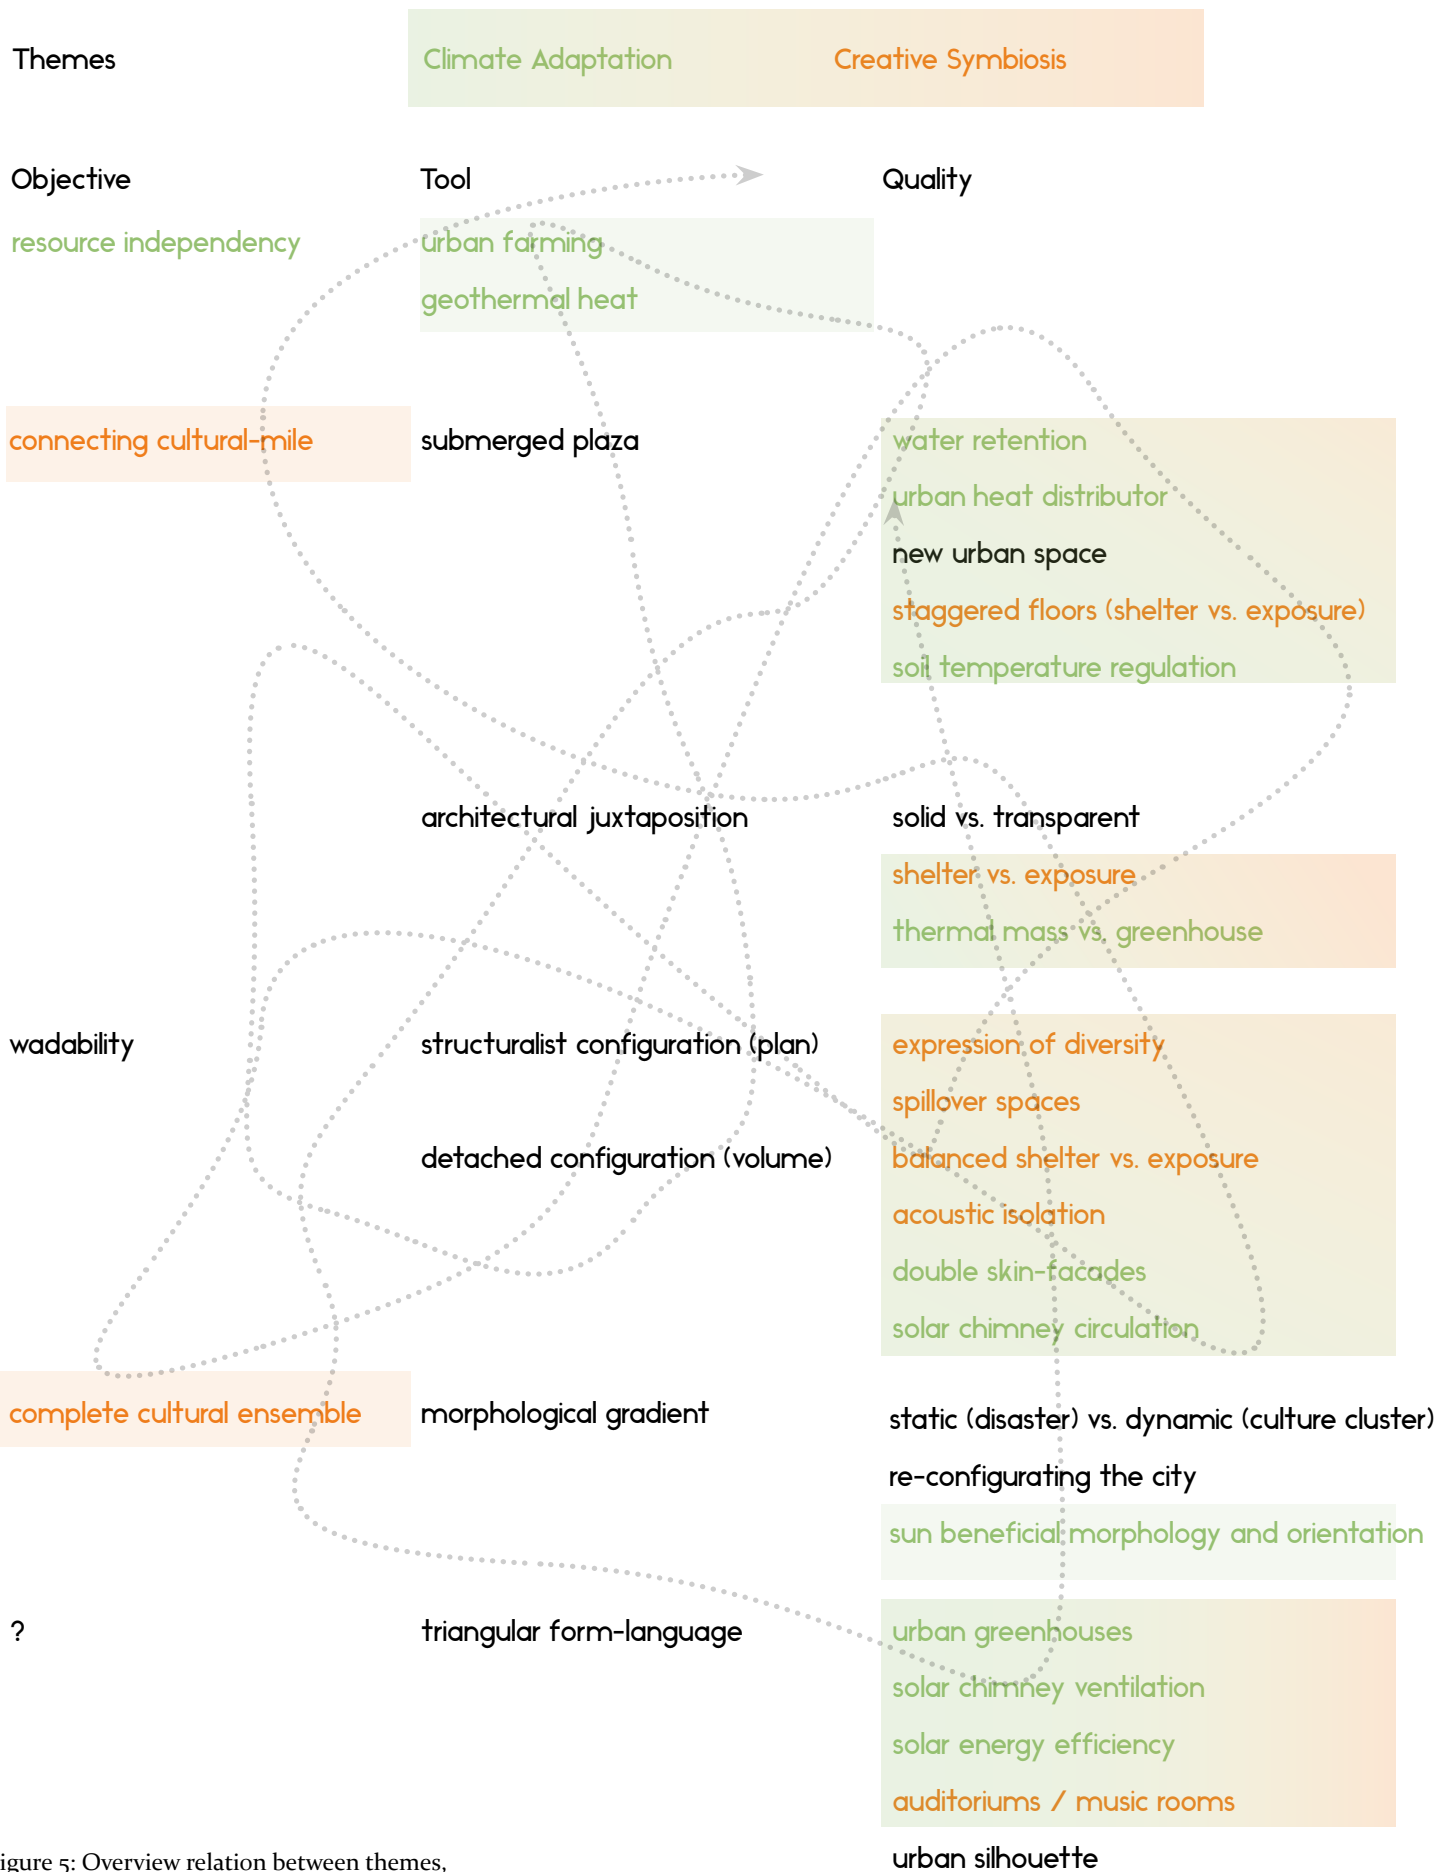 Themes Climate Adaptation Creative Symbiosis
Objective Tool Quality
resource independency urban farming
geothermal heat
connecting cultural-mile submerged plaza water retention
urban heat distributor
new urban space
staggered floors (shelter vs. exposure)
soil temperature regulation
architectural juxtaposition solid vs. transparent
shelter vs. exposure
thermal mass vs. greenhouse
wadability structuralist configuration (plan) expression of diversity
spillover spaces
detached configuration (volume) balanced shelter vs. exposure
acoustic isolation
double skin-facades
solar chimney circulation
complete cultural ensemble morphological gradient static (disaster) vs. dynamic (culture cluster)
re-configurating the city
sun beneficial morphology and orientation
? triangular form-language urban greenhouses
solar chimney ventilation
solar energy efficiency
auditoriums / music rooms
urban silhouette
igure 5: Overview relation between themes,